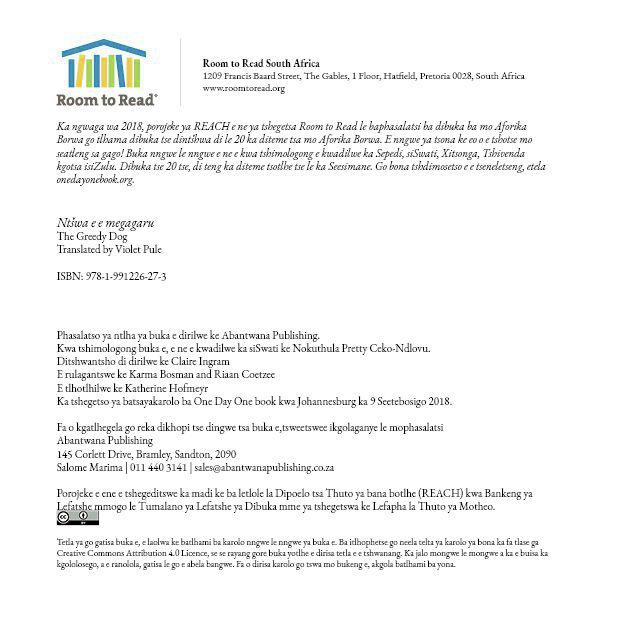 Room to Read®
Room to Read South Africa
1209 Francis Baard Street, The Gables, 1 Floor, Hatfield, Pretoria 0028, South Africa
www.roomtoread.org
Ka ngwaga wa 2018, porojeke ya REACH e ne ya tshegetsa Room to Read le baphasalatsi ba dibuka ba mo Aforika
Borwa go tlhama dibuka tse dintšhwa di le 20 ka diteme tsa mo Aforika Borwa. E nngwe ya tsona ke eo o e tshotse mo
seatleng sa gago! Buka nngwe le nngwe e ne e kwa tshimologong e kwadilwe ka Sepedi, siSwati, Xitsonga, Tshivenda
kgotsa isiZulu. Dibuka tse 20 tse, di teng ka diteme tsotlhe tse le ka Seesimane. Go bona tshdimosetso e e tseneletseng, etela
onedayonebook.org.
Ntšwa e e megagaru
The Greedy Dog
Translated by Violet Pule
ISBN: 978-1-991226-27-3
Phasalatso ya ntlha ya buka e dirilwe ke Abantwana Publishing.
Kwa tshimologong buka e, e ne e kwadilwe ka siSwati ke Nokuthula Pretty Ceko-Ndlovu.
Ditshwantsho di dirilwe ke Claire Ingram
E rulagantswe ke Karma Bosman and Riaan Coetzee
E tlhotlhilwe ke Katherine Hofmeyr
Ka tshegetso ya batsayakarolo ba One Day One book kwa Johannesburg ka 9 Seetebosigo 2018.
Fa o kgatlhegela go reka dikhopi tse dingwe tsa buka e,tsweetswee ikgolaganye le mophasalatsi
Abantwana Publishing
145 Corlett Drive, Bramley, Sandton, 2090
Salome Marima | 011 440 3141 | sales@abantwanapublishing.co.za
Porojeke e ene e tshegeditswe ka madi ke ba letlole la Dipoelo tsa Thuto ya bana botlhe (REACH) kwa Bankeng ya
Lefatshe mmogo le Tumalano ya Lefatshe ya Dibuka mme ya tshegetswa ke Lefapha la Thuto ya Motheo.
Tetla ya go gatisa buka e, e laolwa ke batlhami ba karolo nngwe le nngwe ya buka e. Ba itlhophetse go neela telta ya karolo ya bona ka fa tlase ga
Creative Commons Attribution 4.0 Licence, se se rayang gore buka yotlhe e dirisa tetla e e tshwanang. Ka jalo mongwe le mongwe a ka e buisa ka
kgololosego, a e ranolola, gatisa le go e abela bangwe. Fa o dirisa karolo go tswa mo bukeng e, akgola batlhami ba yona.